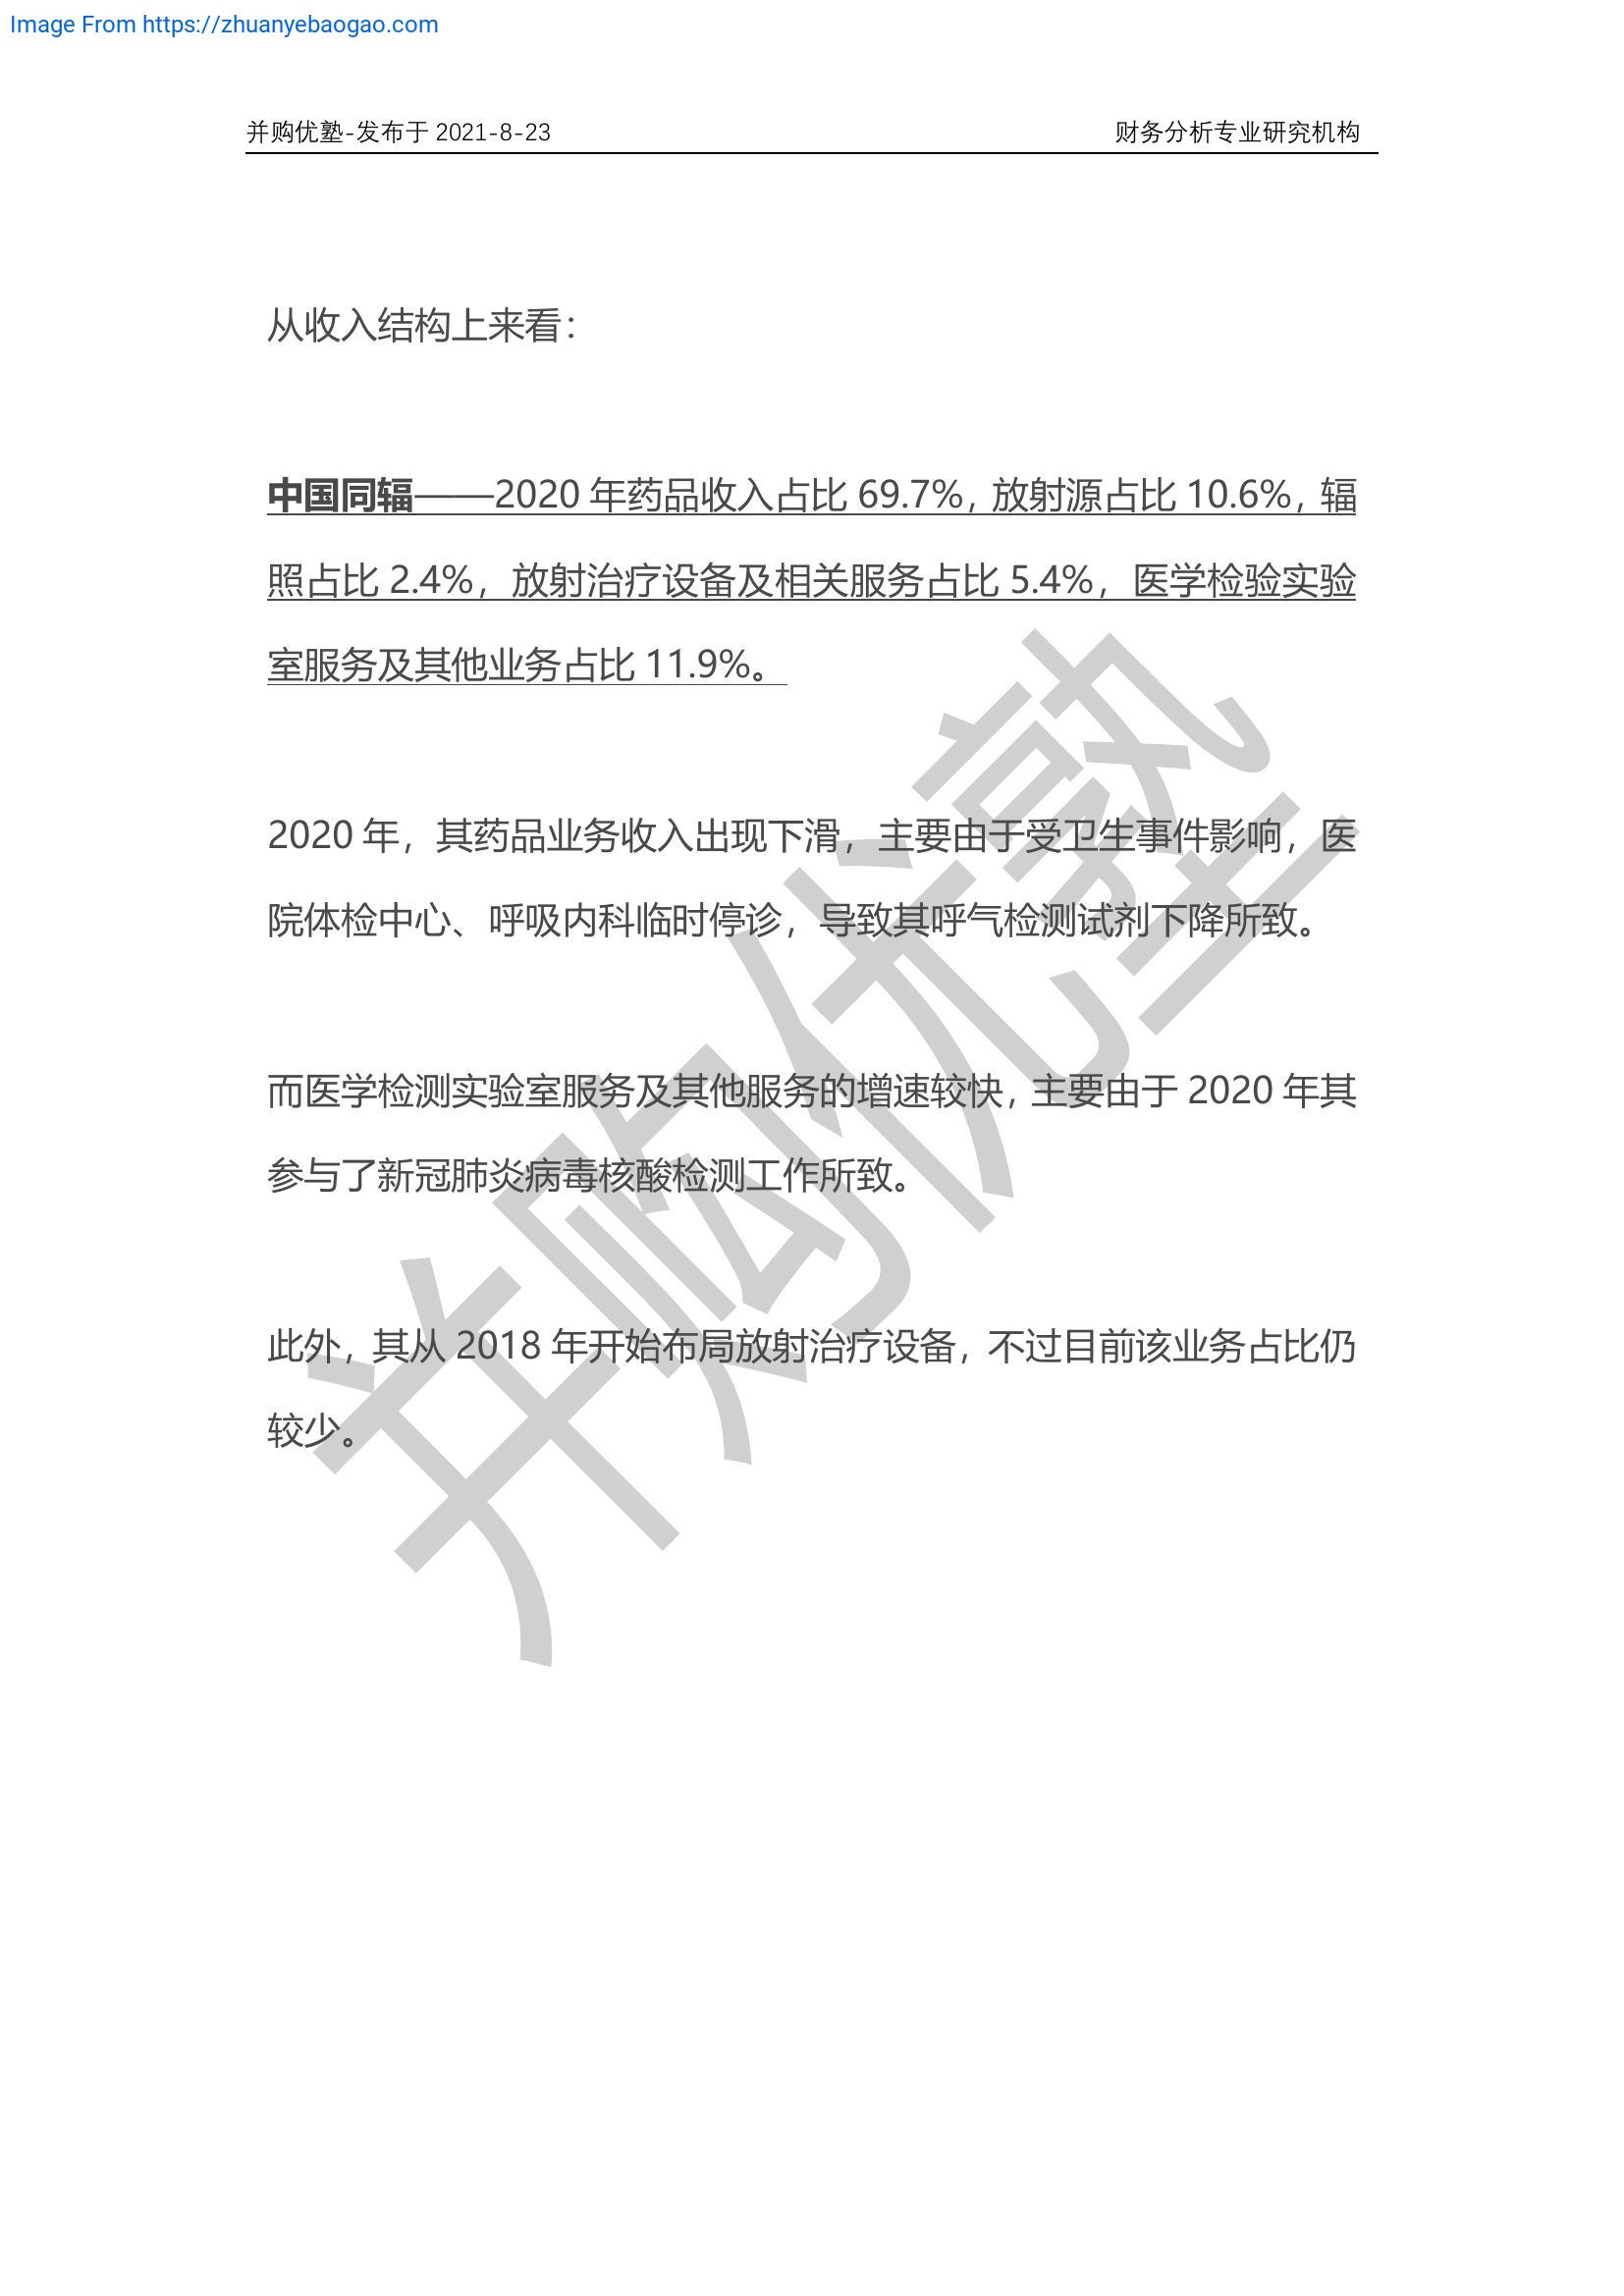 Image From https://zhuanyebaogao.com
并购优塾-发布于 2021-8-23 财务分析专业研究机构
从收入结构上来看：
中国同辐——2020 年药品收入占比 69.7%，放射源占比 10.6%，辐
照占比 2.4%，放射治疗设备及相关服务占比 5.4%，医学检验实验
室服务及其他业务占比 11.9%。
2020 年，其药品业务收入出现下滑，主要由于受卫生事件影响，医
院体检中心、呼吸内科临时停诊，导致其呼气检测试剂下降所致。
而医学检测实验室服务及其他服务的增速较快，主要由于 2020 年其
参与了新冠肺炎病毒核酸检测工作所致。
此外，其从 2018 年开始布局放射治疗设备，不过目前该业务占比仍
较少。
并购优塾